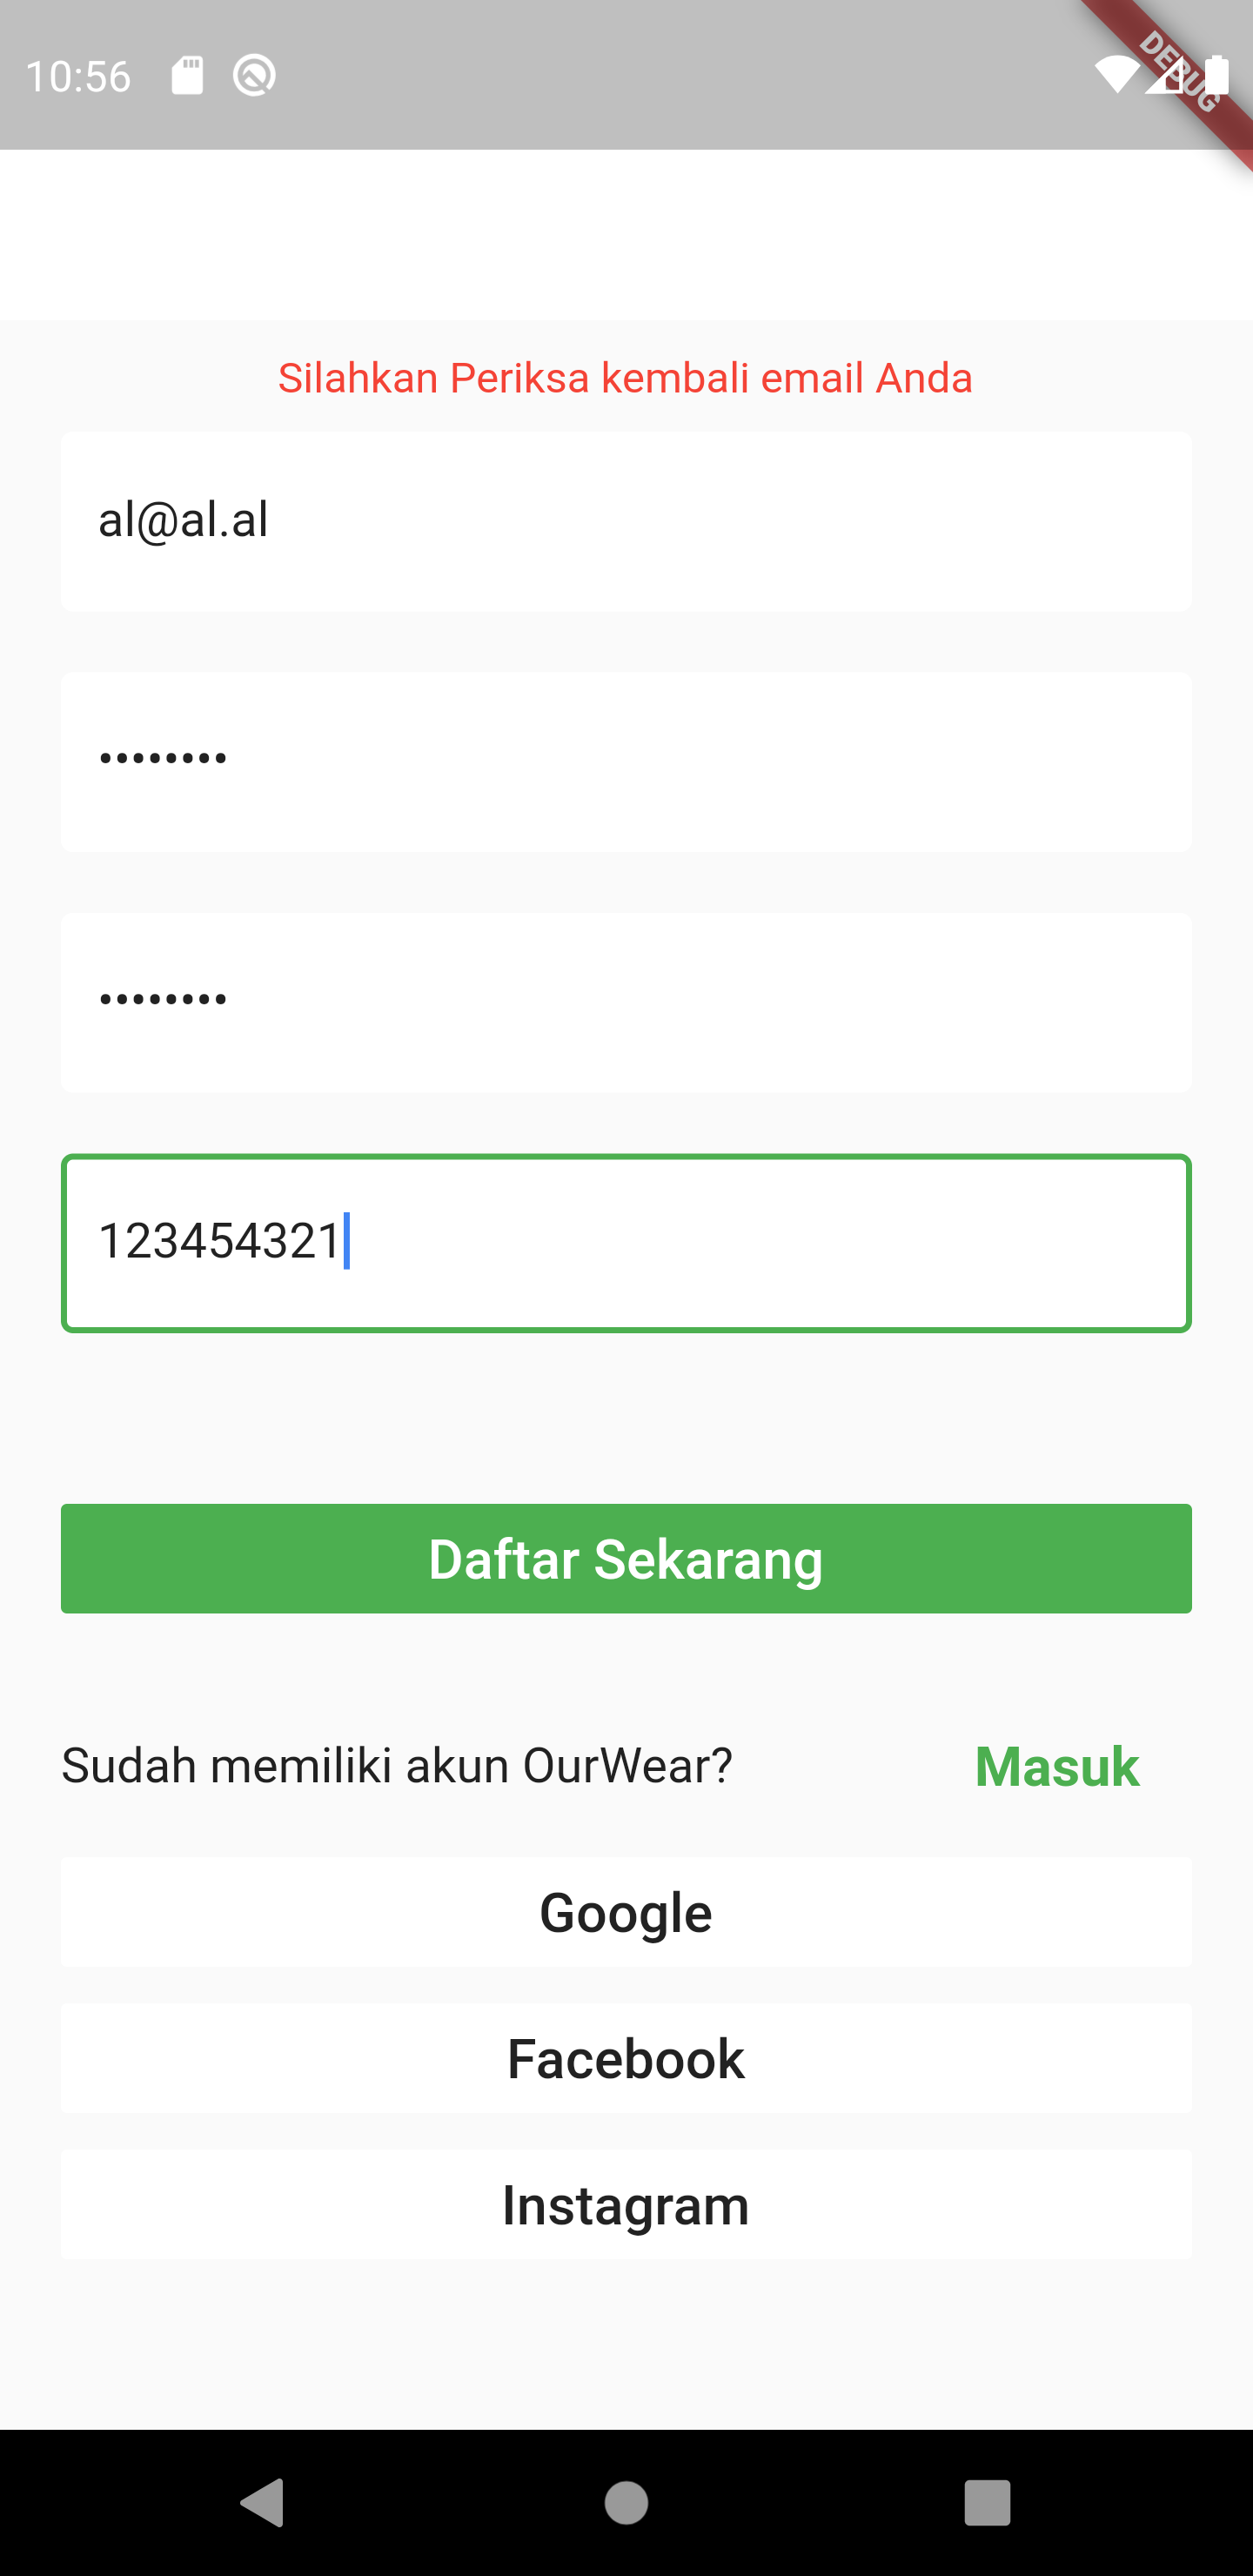 10:56
DEBUG
Silahkan Periksa kembali email Anda
al@al.al
••••••••
••••••••
123454321
Daftar Sekarang
Sudah memiliki akun OurWear? Masuk
Google
Facebook
Instagram